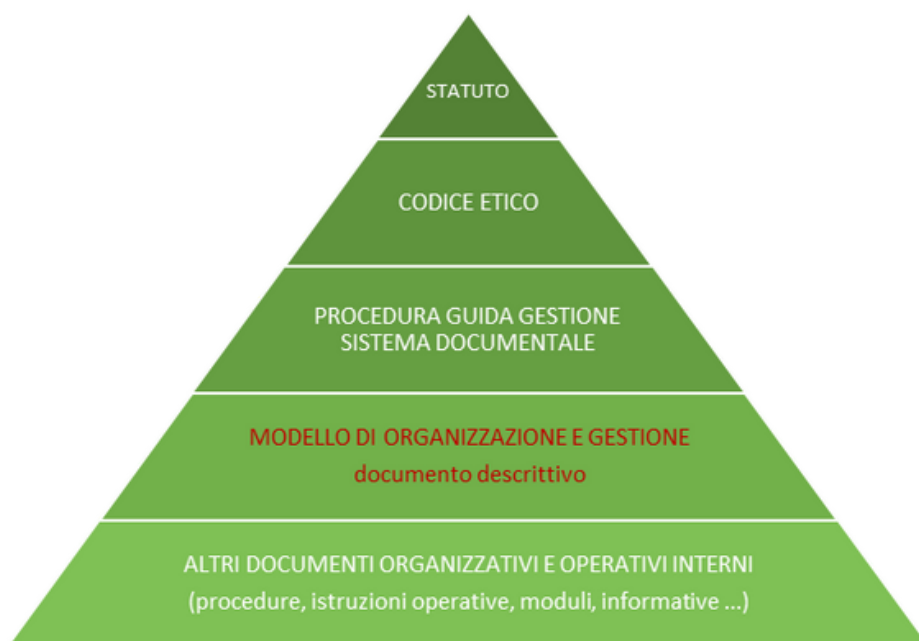 STATUTO
CODICE ETICO
PROCEDURA GUIDA GESTIONE
SISTEMA DOCUMENTALE
MODELLO DI ORGANIZZAZIONE E GESTIONE
documento descrittivo
ALTRI DOCUMENTI ORGANIZZATIVI E OPERATIVI INTERNI
(procedure, istruzioni operative, moduli, informative ...)